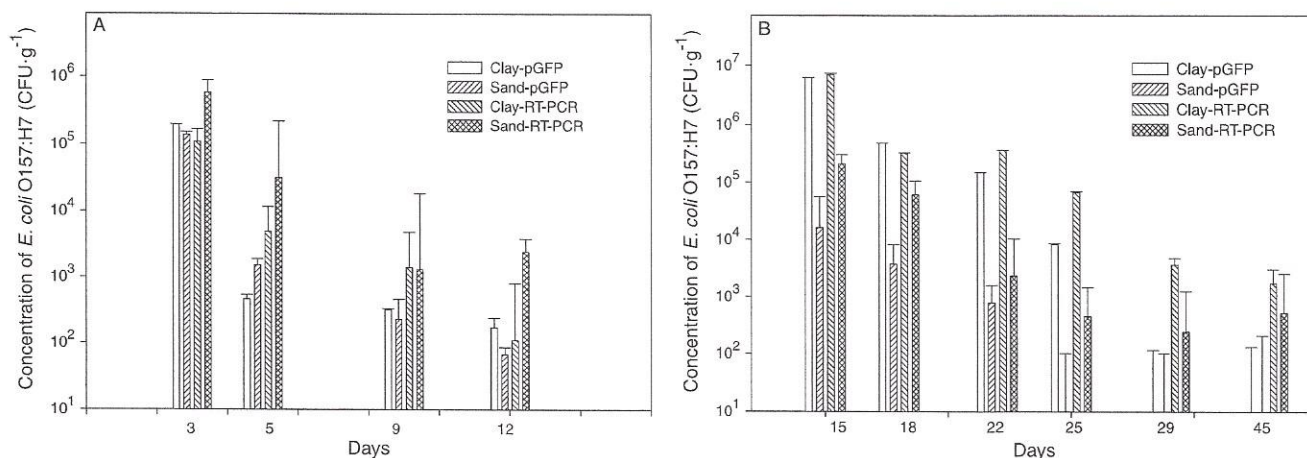 A
Concentration of E. coli O157:H7 (CFU·g⁻¹)
10⁶
10⁵
10⁴
10³
10²
10¹
Clay-pGFP
Sand-pGFP
Clay-RT-PCR
Sand-RT-PCR
3 5 9 12
Days
B
Concentration of E. coli O157:H7 (CFU·g⁻¹)
10⁷
10⁶
10⁵
10⁴
10³
10²
10¹
Clay-pGFP
Sand-pGFP
Clay-RT-PCR
Sand-RT-PCR
15 18 22 25 29 45
Days